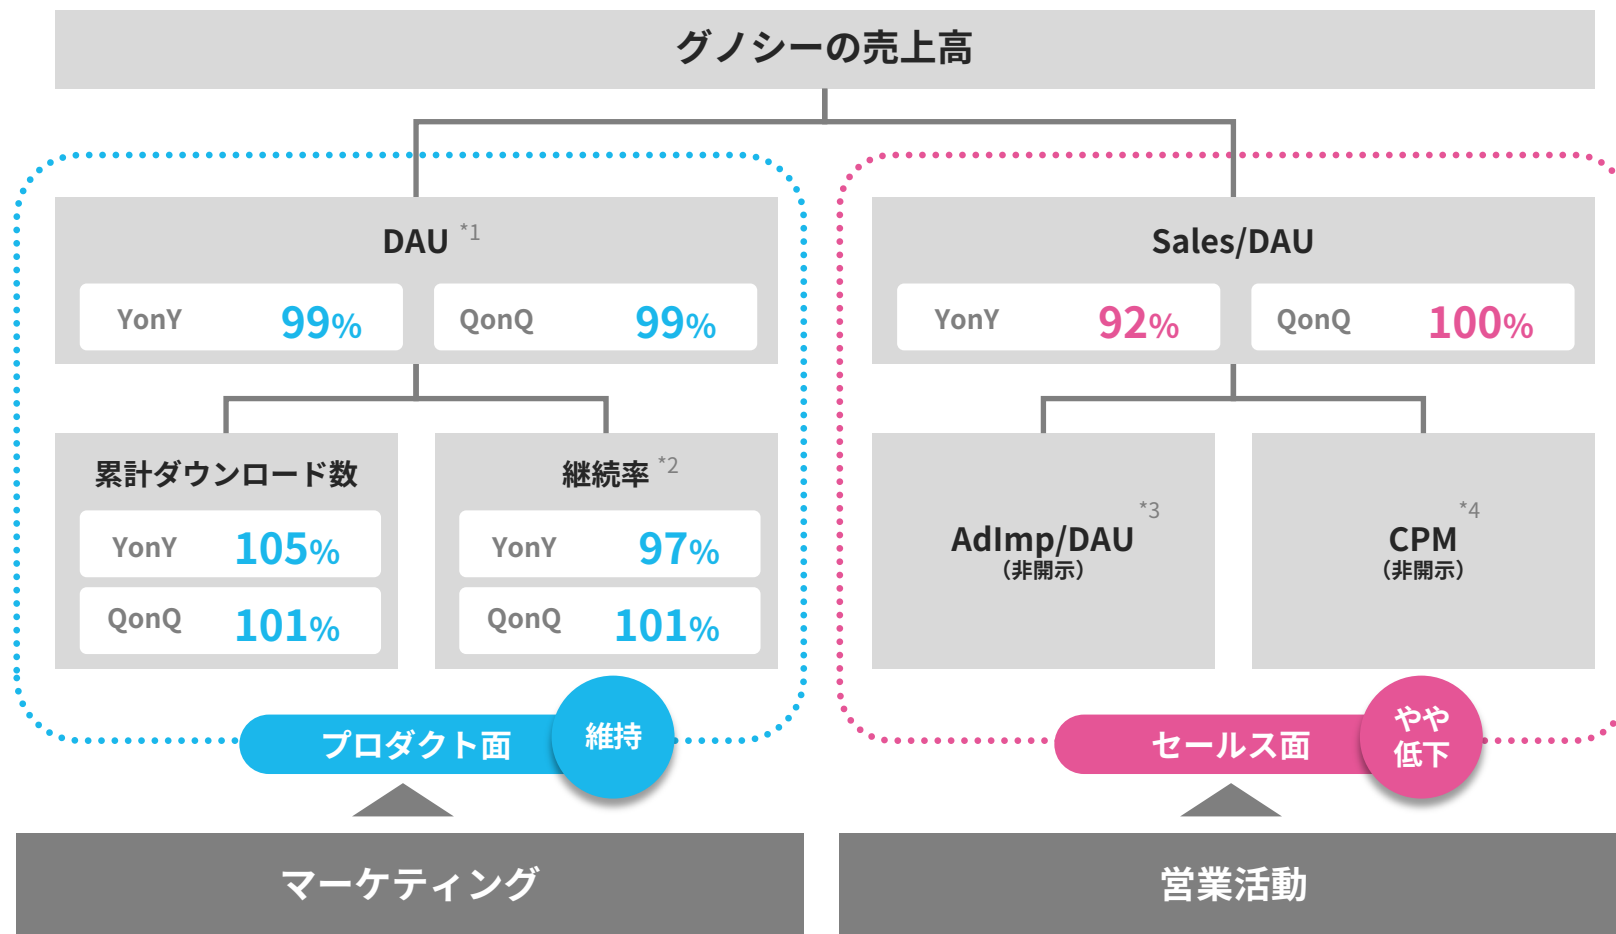 グノシーの売上高
DAU *1
YonY 99%
QonQ 99%
Sales/DAU
YonY 92%
QonQ 100%
累計ダウンロード数
YonY 105%
QonQ 101%
継続率 *2
YonY 97%
QonQ 101%
AdImp/DAU *3
（非開示）
CPM *4
（非開示）
プロダクト面
維持
セールス面
やや
低下
マーケティング
営業活動